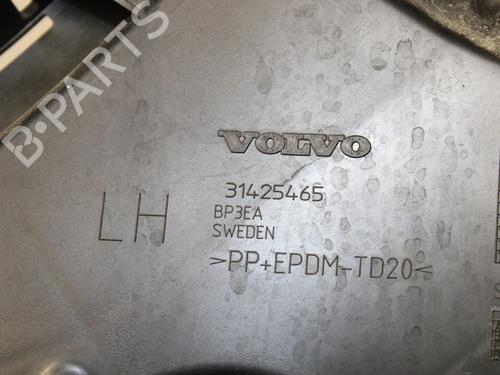 B-PARTS
VOLVO
31425465
LH
BP3EA
SWEDEN
>PP+EPDM-TD20<